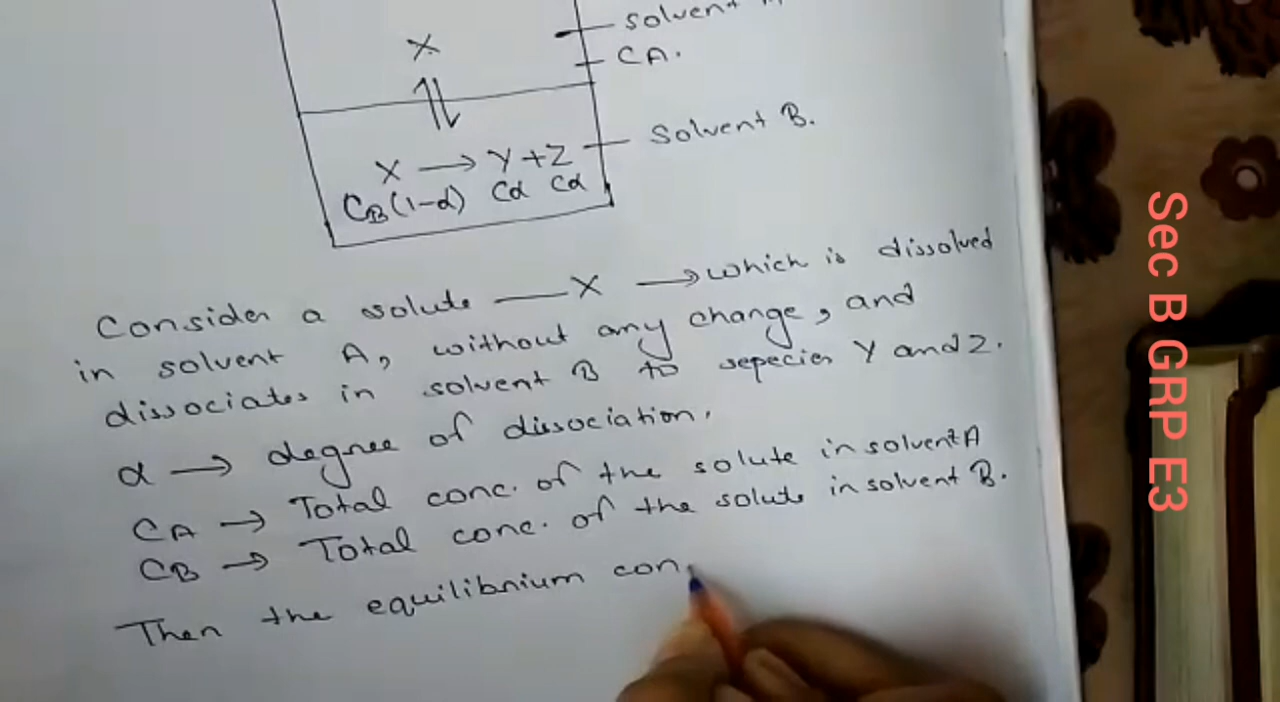 solvent
X
CA.
Solvent B.
X → Y + Z
CB(1-α) Cα Cα
Consider a solute — X → which is dissolved
in solvent A, without any change, and
dissociates in solvent B to sepecies Y and Z.
α → degree of dissociation.
CA → Total conc. of the solute in solvent A
CB → Total conc. of the solute in solvent B.
Then the equilibrium con
Sec B GRP E3